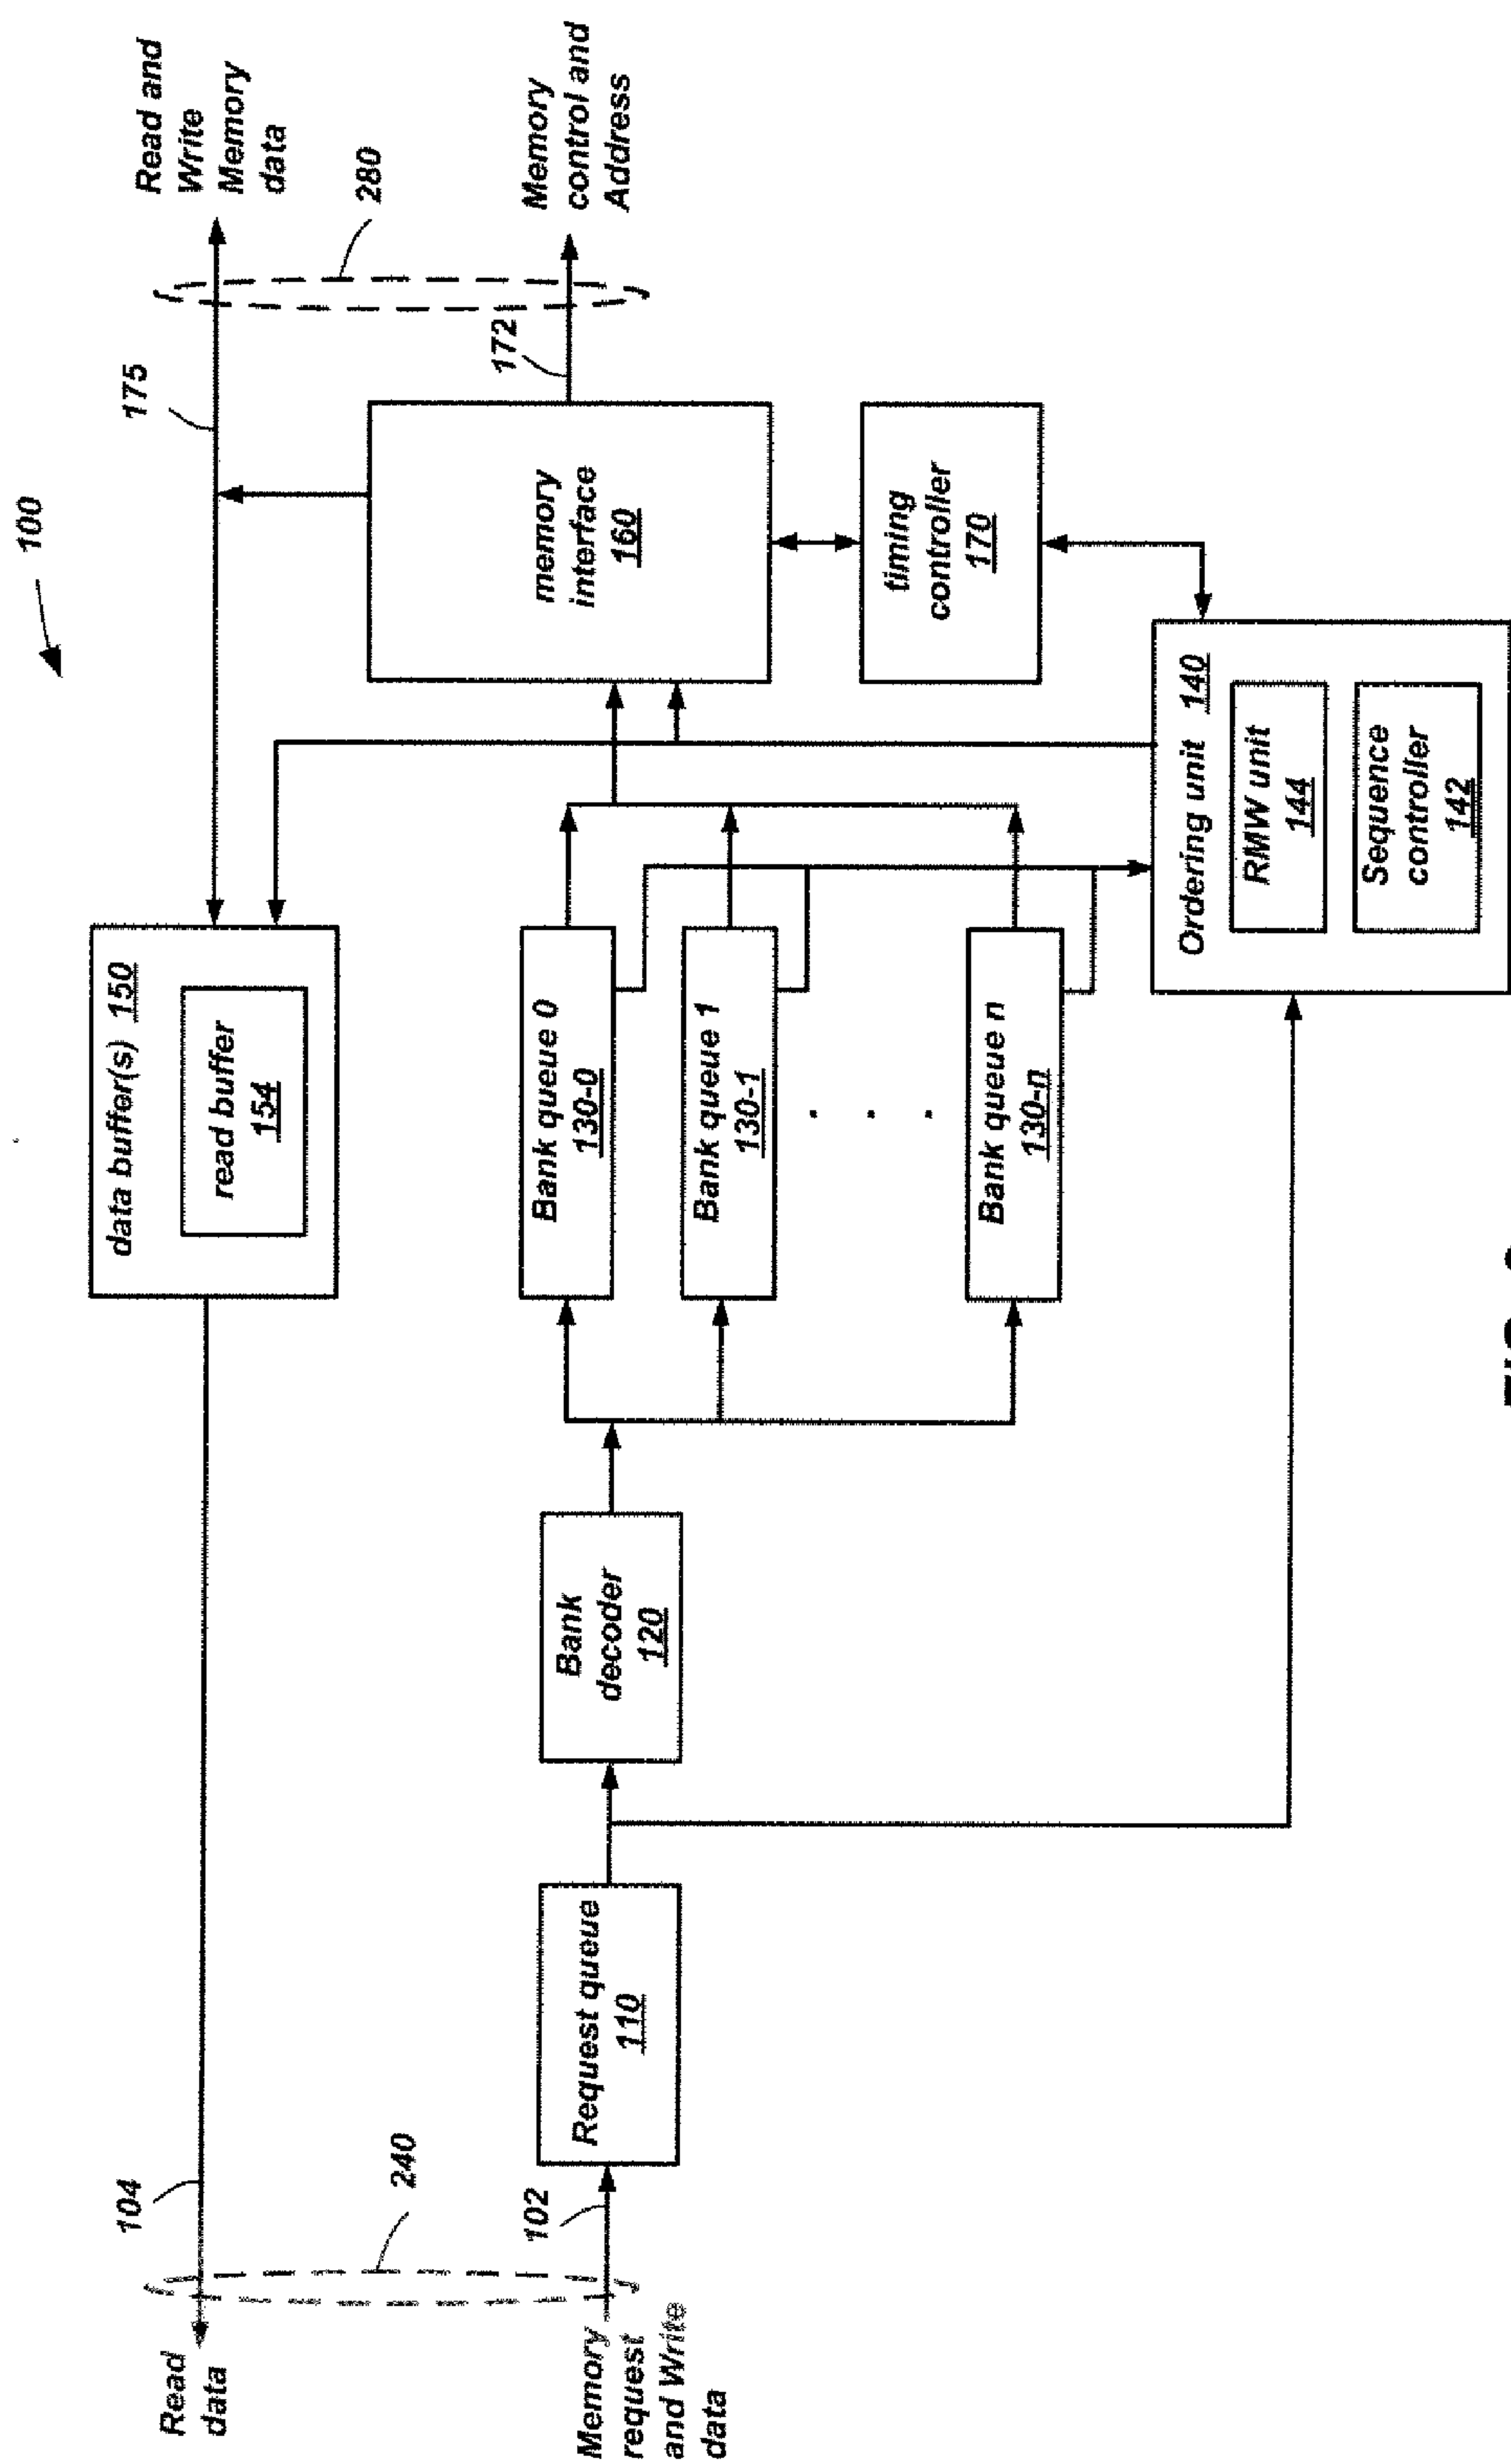 100
Read and
Write
Memory
data
175
280
104
Read
data
240
data buffer(s) 150
read buffer
154
Memory
control and
Address
172
102
Memory
request
and Write
data
Request queue
110
Bank
decoder
120
Bank queue 0
130-0
Bank queue 1
130-1
. . .
Bank queue n
130-n
memory
interface
160
timing
controller
170
Ordering unit 140
RMW unit
144
Sequence
controller
142